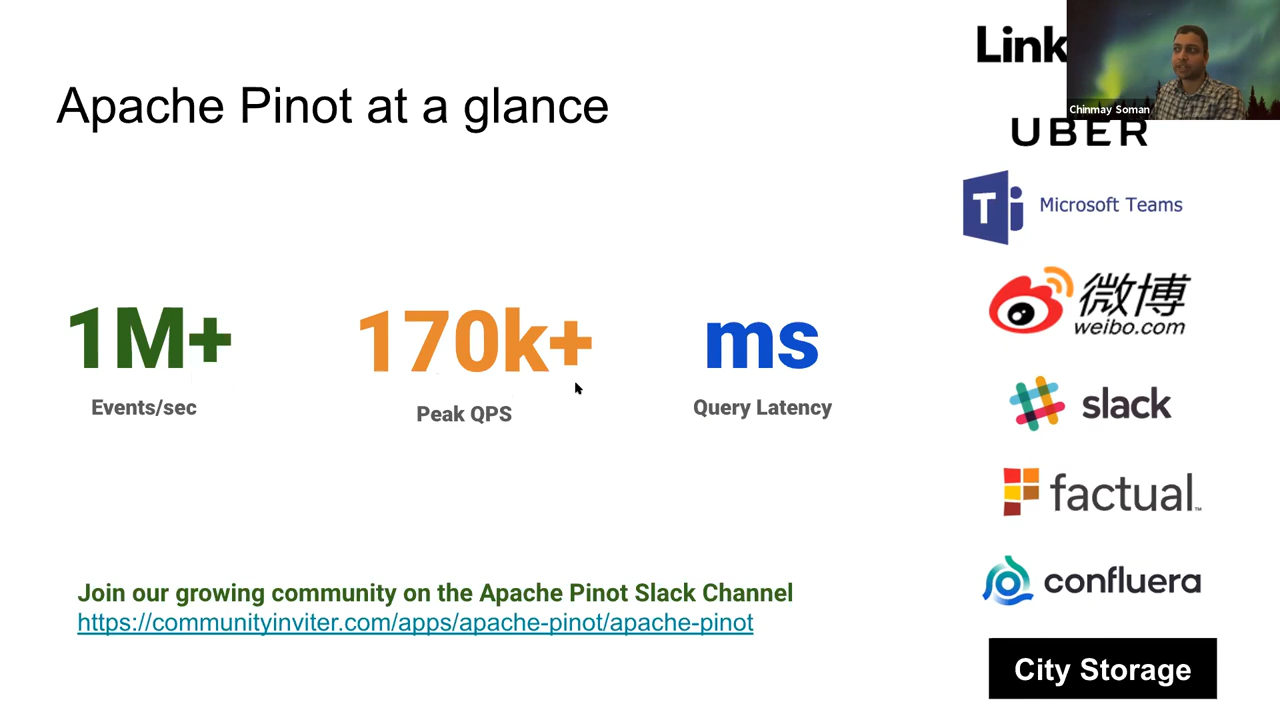 Apache Pinot at a glance
1M+
Events/sec
170k+
Peak QPS
ms
Query Latency
Join our growing community on the Apache Pinot Slack Channel
https://communityinviter.com/apps/apache-pinot/apache-pinot
Link
Chinmay Soman
UBER
T
Microsoft Teams
微博
weibo.com
slack
factual™
confluera
City Storage